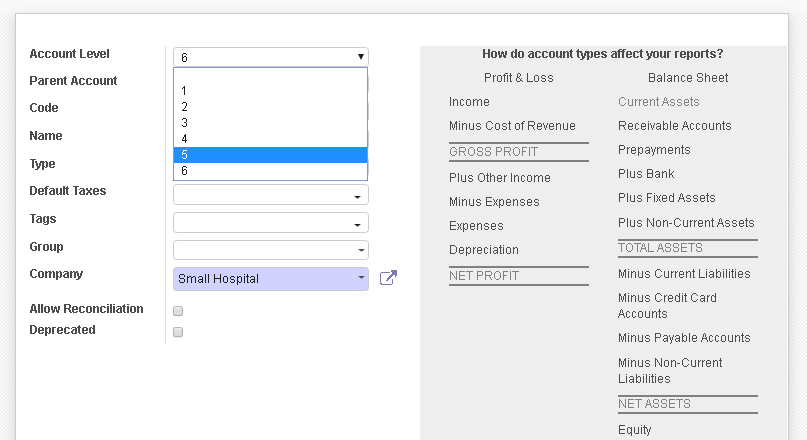 Account Level
6
Parent Account
1
Code
2
3
Name
4
Type
5
6
Default Taxes
Tags
Group
Company
Small Hospital
Allow Reconciliation
Deprecated
How do account types affect your reports?
Profit & Loss
Income
Minus Cost of Revenue
GROSS PROFIT
Plus Other Income
Minus Expenses
Expenses
Depreciation
NET PROFIT
Balance Sheet
Current Assets
Receivable Accounts
Prepayments
Plus Bank
Plus Fixed Assets
Plus Non-Current Assets
TOTAL ASSETS
Minus Current Liabilities
Minus Credit Card
Accounts
Minus Payable Accounts
Minus Non-Current
Liabilities
NET ASSETS
Equity